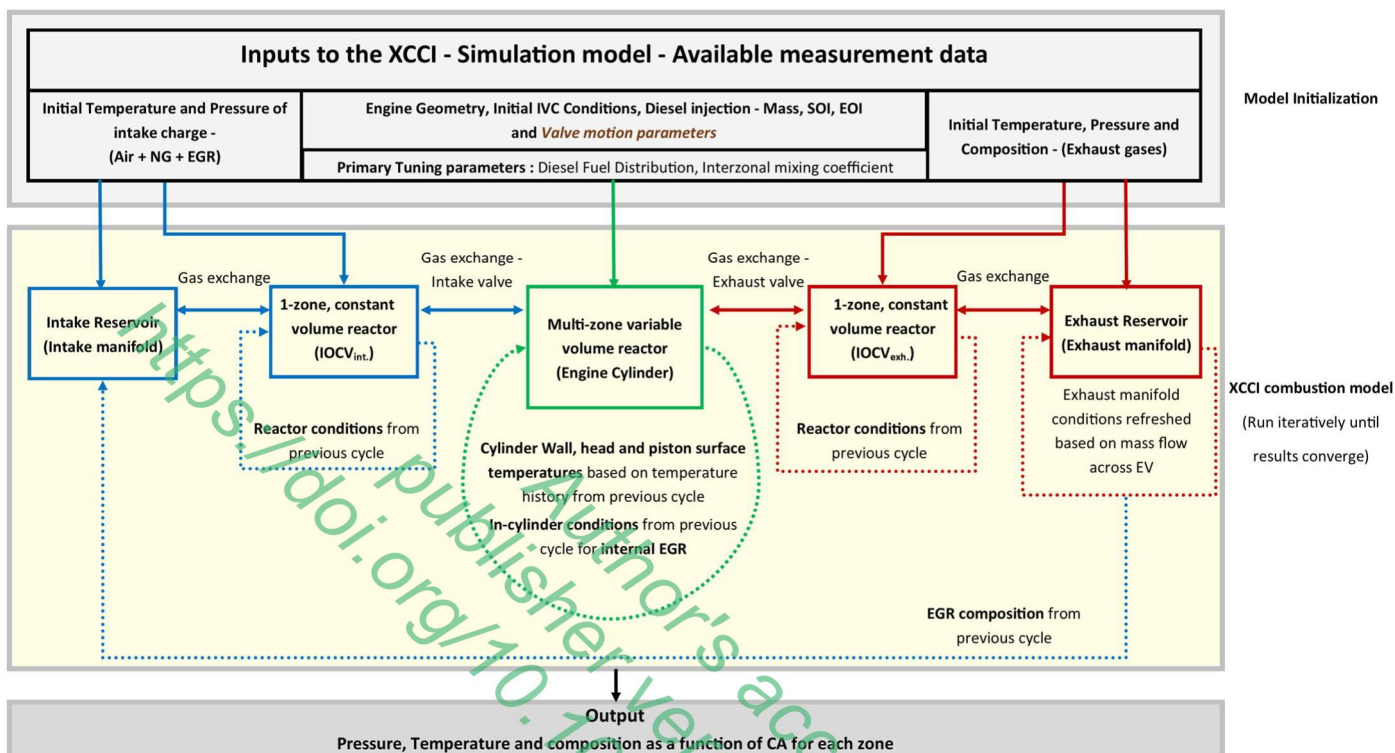 Inputs to the XCCI - Simulation model - Available measurement data
Initial Temperature and Pressure of
intake charge -
(Air + NG + EGR)
Engine Geometry, Initial IVC Conditions, Diesel injection - Mass, SOI, EOI
and Valve motion parameters
Primary Tuning parameters : Diesel Fuel Distribution, Interzonal mixing coefficient
Initial Temperature, Pressure and
Composition - (Exhaust gases)
Model Initialization
Gas exchange
Gas exchange -
Intake valve
Gas exchange -
Exhaust valve
Gas exchange
Intake Reservoir
(Intake manifold)
1-zone, constant
volume reactor
(IOCVint.)
Multi-zone variable
volume reactor
(Engine Cylinder)
1-zone, constant
volume reactor
(IOCVexh.)
Exhaust Reservoir
(Exhaust manifold)
Reactor conditions from
previous cycle
Cylinder Wall, head and piston surface
temperatures based on temperature
history from previous cycle
In-cylinder conditions from previous
cycle for internal EGR
Reactor conditions from
previous cycle
Exhaust manifold
conditions refreshed
based on mass flow
across EV
XCCI combustion model
(Run iteratively until
results converge)
EGR composition from
previous cycle
Output
Pressure, Temperature and composition as a function of CA for each zone
Author's
publisher
https://doi.org/10.